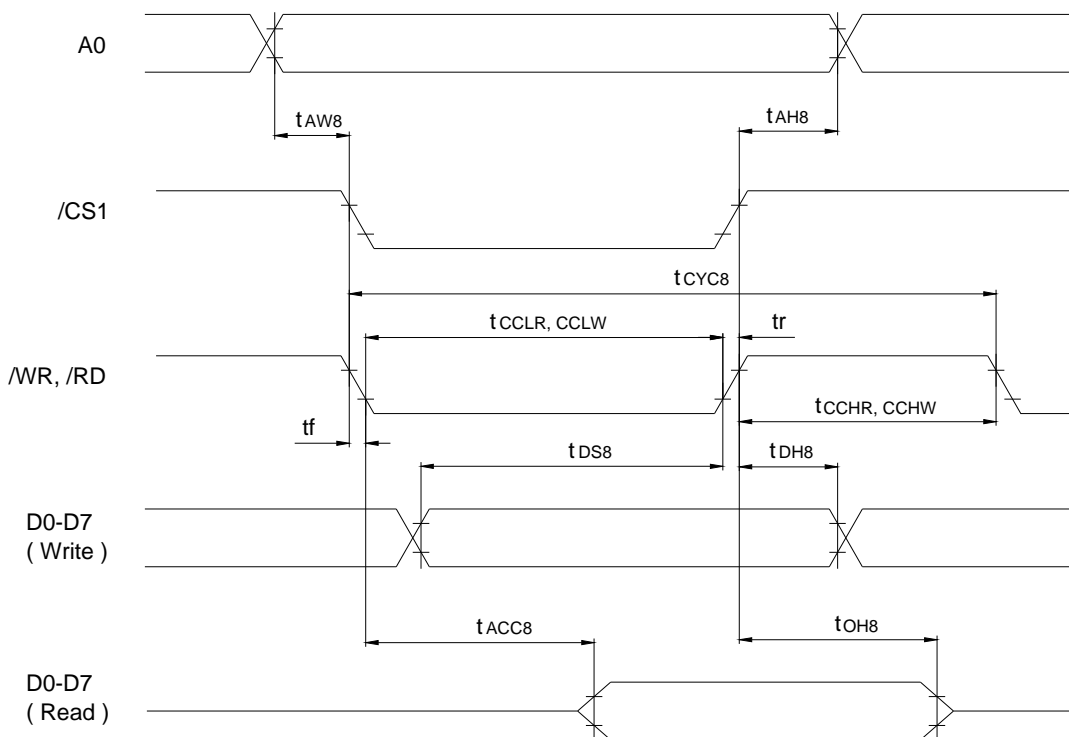 A0
tAW8
tAH8
/CS1
tCYC8
tCCLR, CCLW
tr
/WR, /RD
tCCHR, CCHW
tf
tDS8
tDH8
D0-D7
( Write )
tACC8
tOH8
D0-D7
( Read )